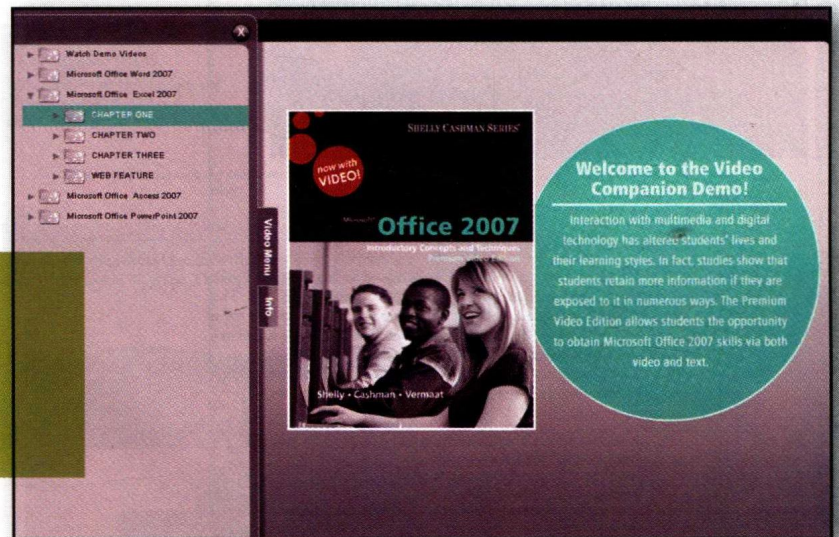 X
Watch Demo Videos
Microsoft Office Word 2007
Microsoft Office Excel 2007
CHAPTER ONE
CHAPTER TWO
CHAPTER THREE
WEB FEATURE
Microsoft Office Access 2007
Microsoft Office PowerPoint 2007
Video Menu
Info
SHELLY CASHMAN SERIES®
now with
VIDEO!
Microsoft®
Office 2007
Introductory Concepts and Techniques
Premium Video Edition
Shelly • Cashman • Vermaat
Welcome to the Video
Companion Demo!
Interaction with multimedia and digital
technology has altered students' lives and
their learning styles. In fact, studies show that
students retain more information if they are
exposed to it in numerous ways. The Premium
Video Edition allows students the opportunity
to obtain Microsoft Office 2007 skills via both
video and text.